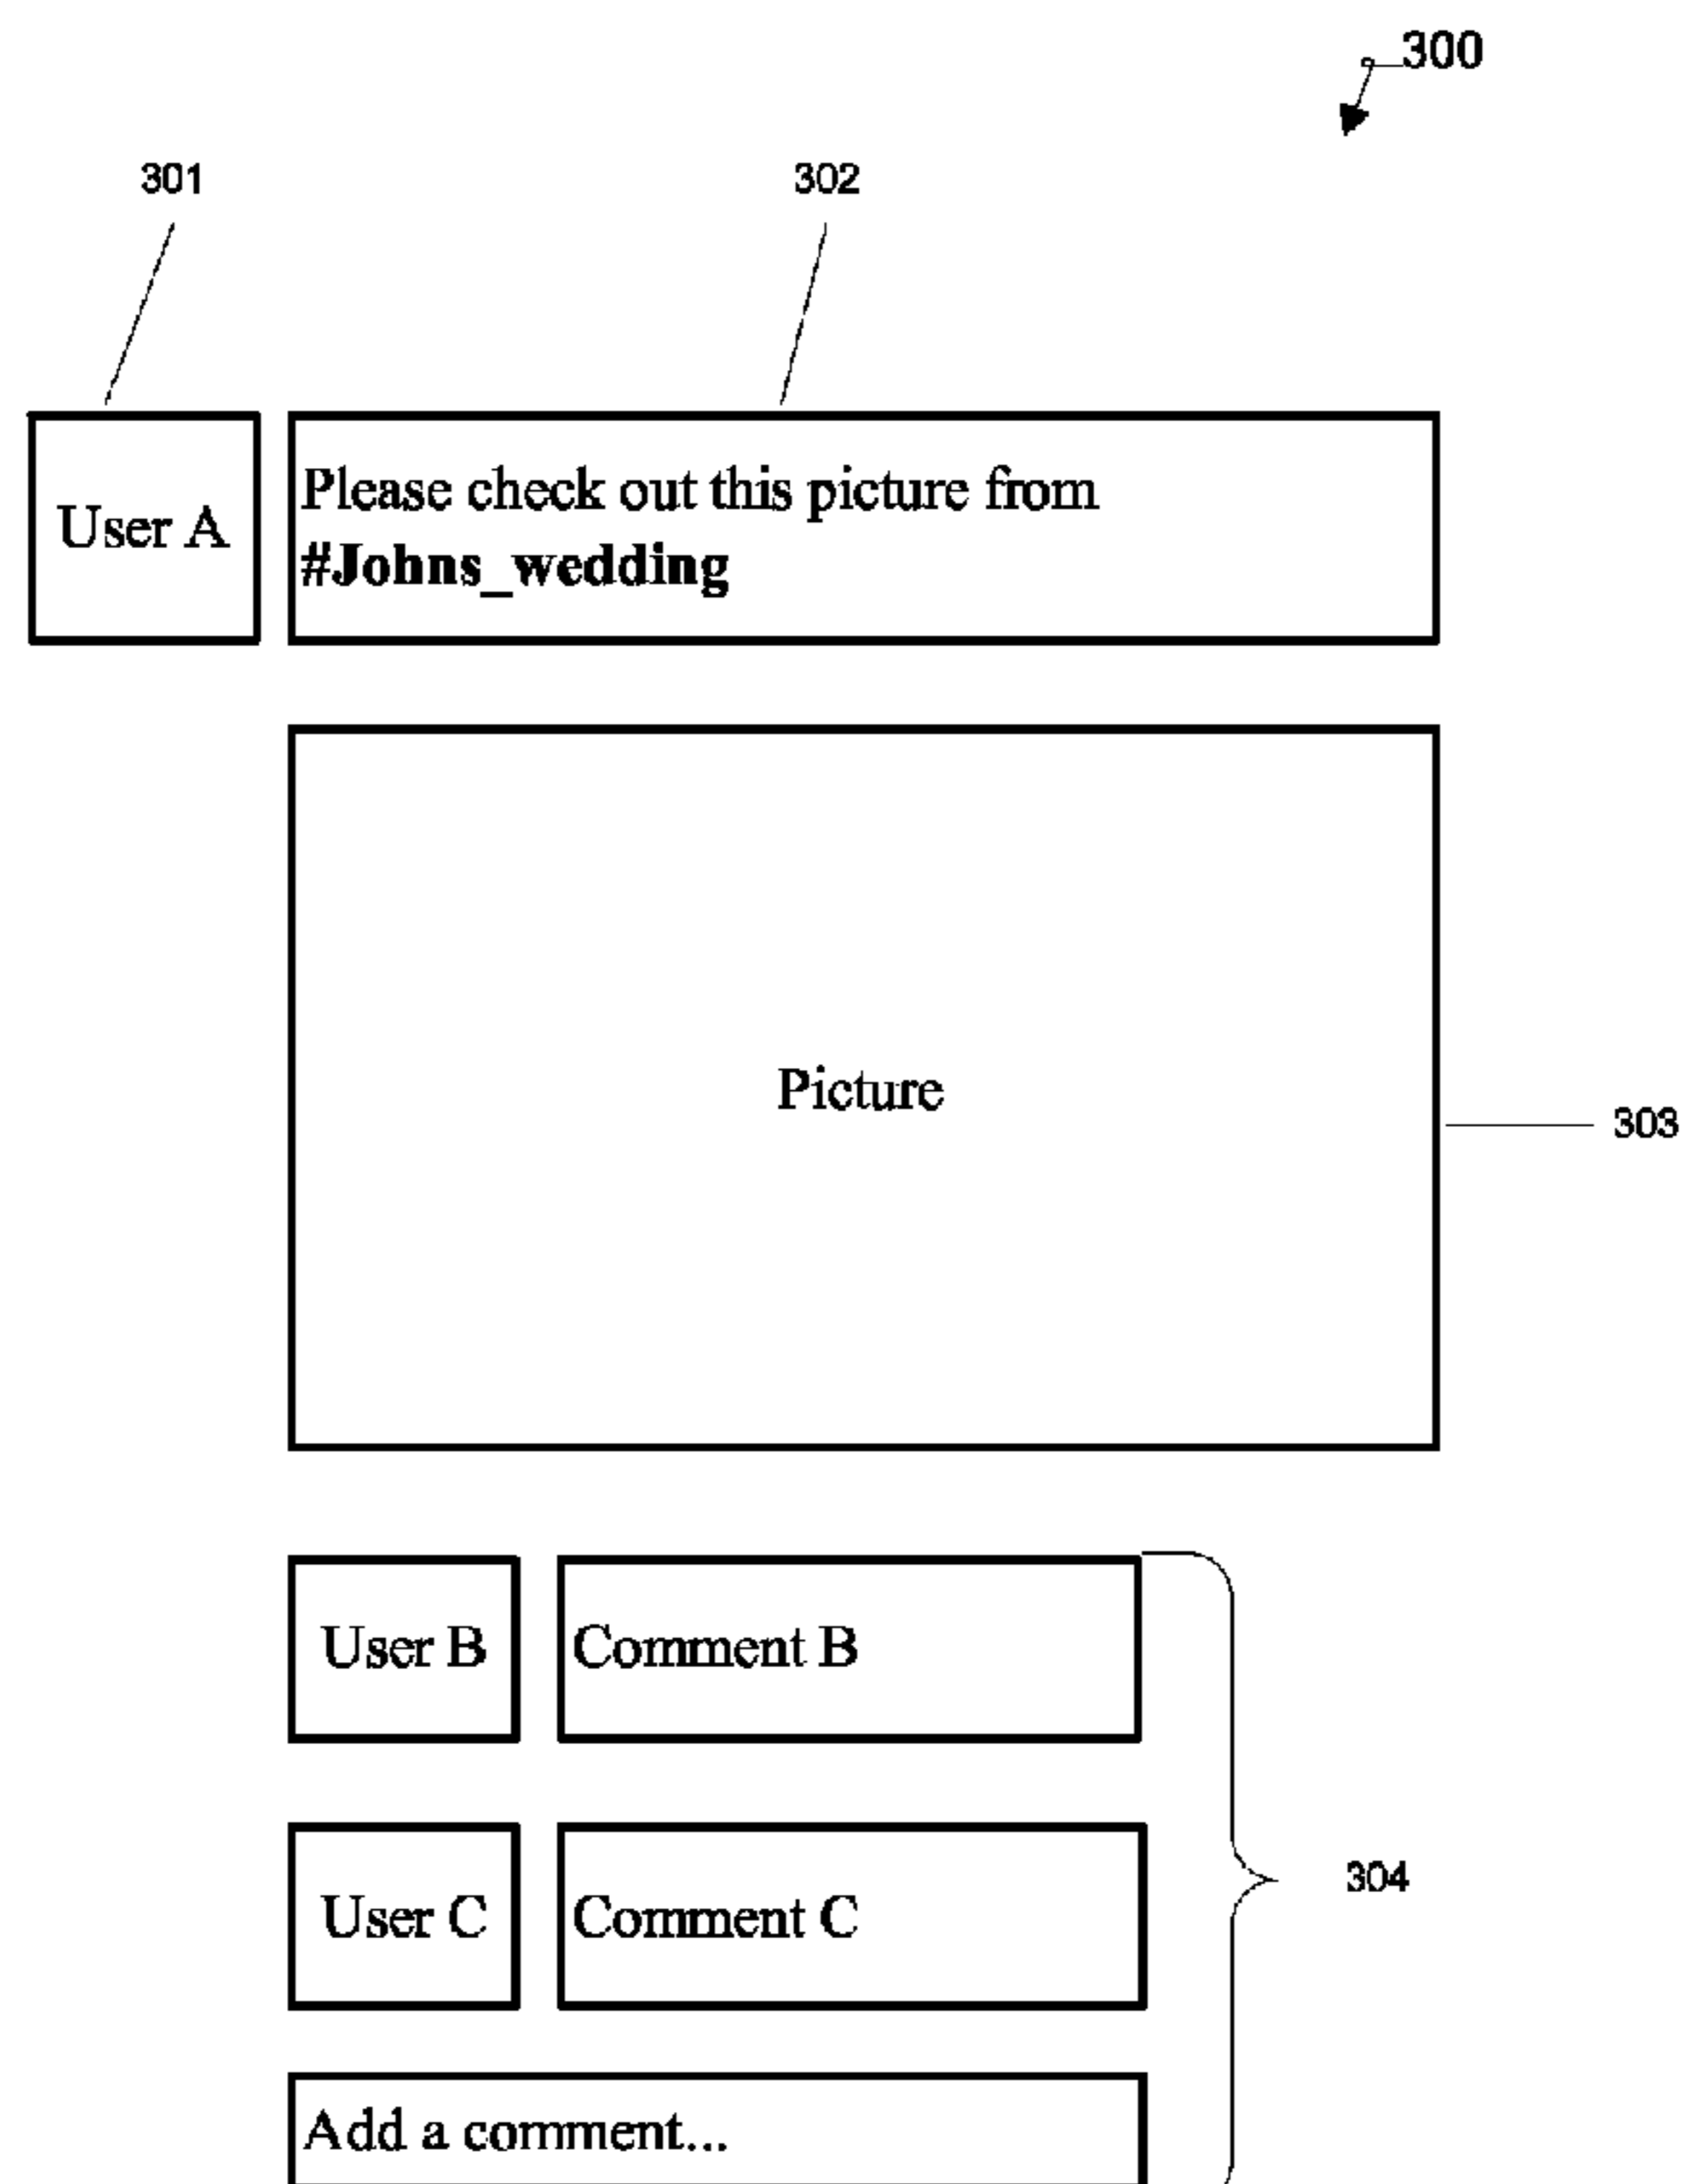 300
301
302
User A
Please check out this picture from
#Johns_wedding
Picture
303
User B
Comment B
User C
Comment C
304
Add a comment...